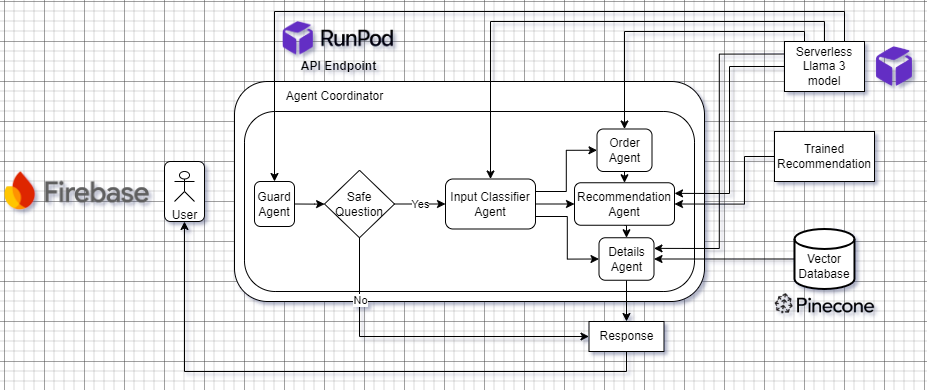 RunPod
API Endpoint
Serverless
Llama 3
model
Agent Coordinator
Order
Agent
Trained
Recommendation
Firebase
User
Guard
Agent
Safe
Question
Yes
Input Classifier
Agent
Recommendation
Agent
Details
Agent
Vector
Database
No
Pinecone
Response